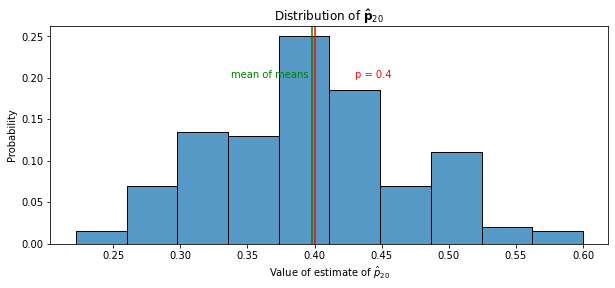 Distribution of p̂₂₀
0.25
0.20
0.15
0.10
0.05
0.00
Probability
mean of means
p = 0.4
0.25 0.30 0.35 0.40 0.45 0.50 0.55 0.60
Value of estimate of p̂₂₀